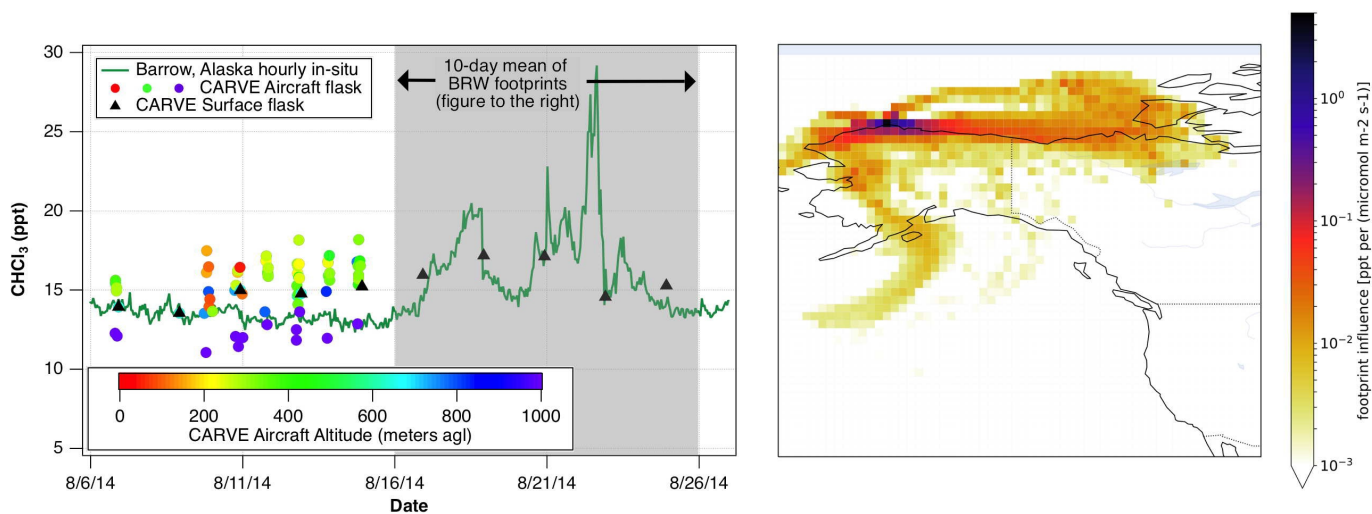 30
25
20
15
10
5
CHCl₃ (ppt)
Barrow, Alaska hourly in-situ
CARVE Aircraft flask
CARVE Surface flask
10-day mean of
BRW footprints
(figure to the right)
0 200 400 600 800 1000
CARVE Aircraft Altitude (meters agl)
8/6/14 8/11/14 8/16/14 8/21/14 8/26/14
Date
10⁰
10⁻¹
10⁻²
10⁻³
footprint influence [ppt per (micromol m-2 s-1)]